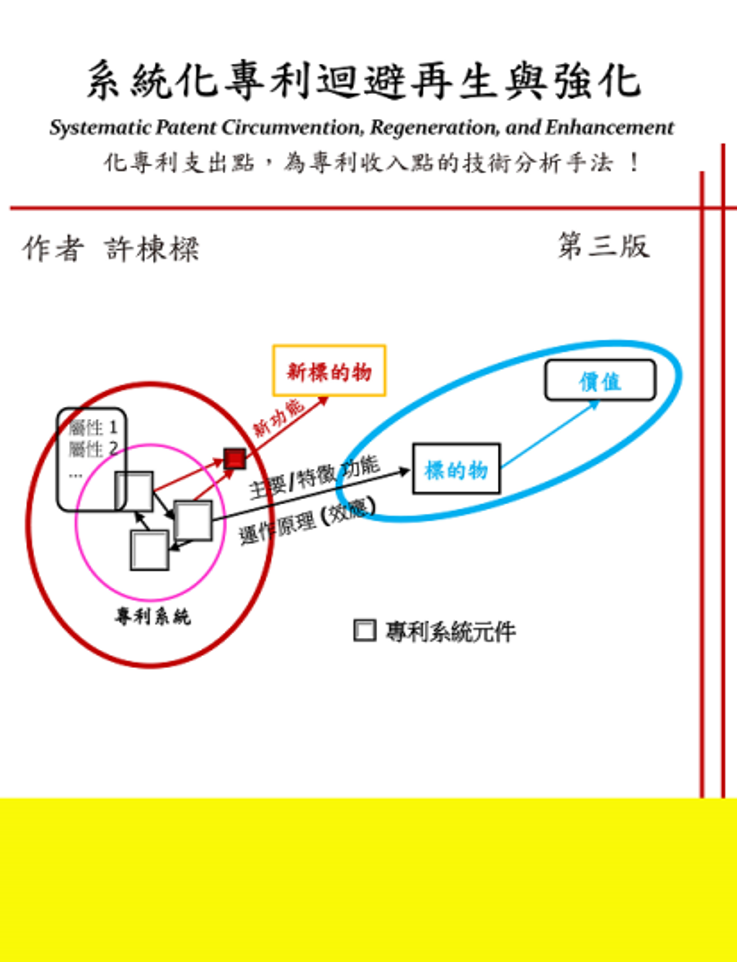 系統化專利迴避再生與強化
Systematic Patent Circumvention, Regeneration, and Enhancement
化專利支出點，為專利收入點的技術分析手法 ！
作者 許棟樑
第三版
新標的物
價值
屬性 1
屬性 2
...
新功能
主要/特徵 功能
標的物
運作原理 (效應)
專利系統
專利系統元件